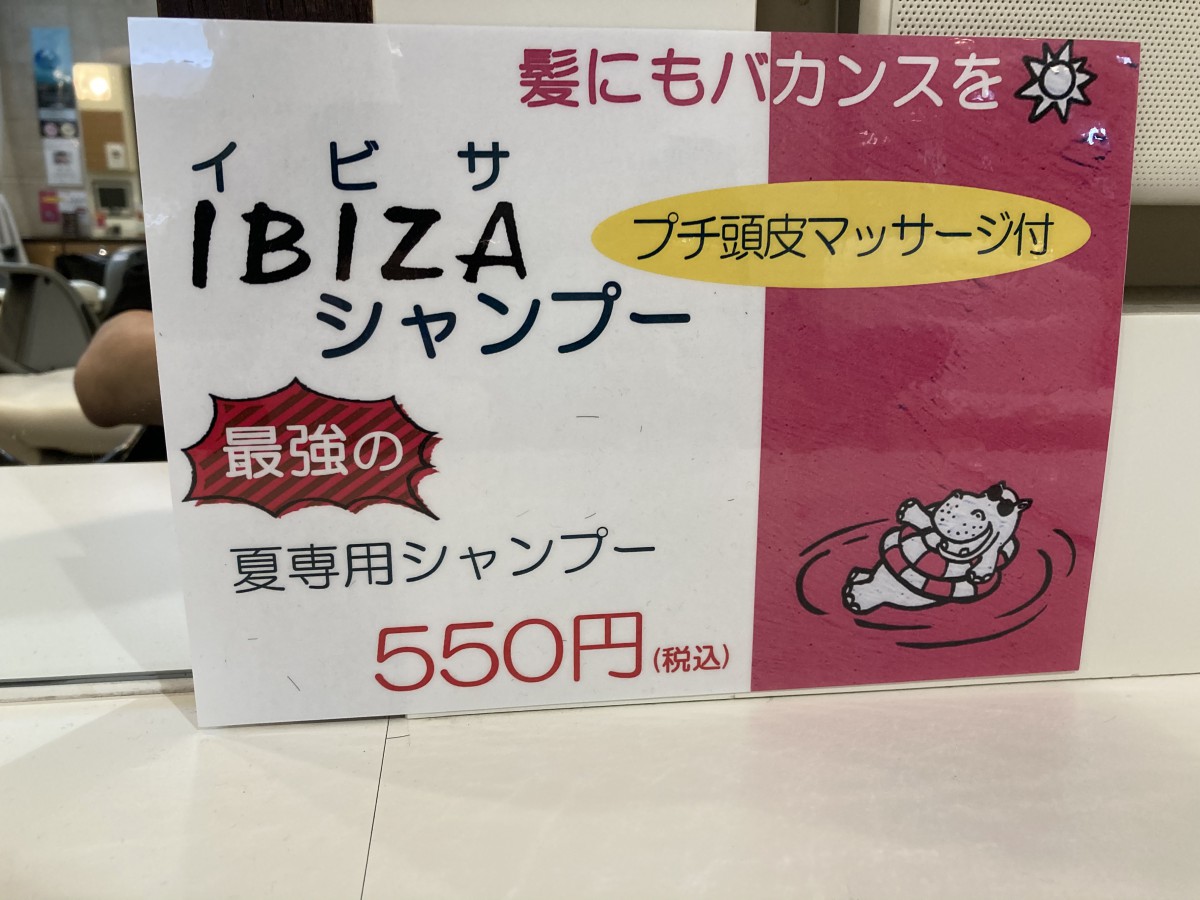 髪にもバカンスを
イビサ
IBIZA
シャンプー
プチ頭皮マッサージ付
最強の
夏専用シャンプー
550円(税込)